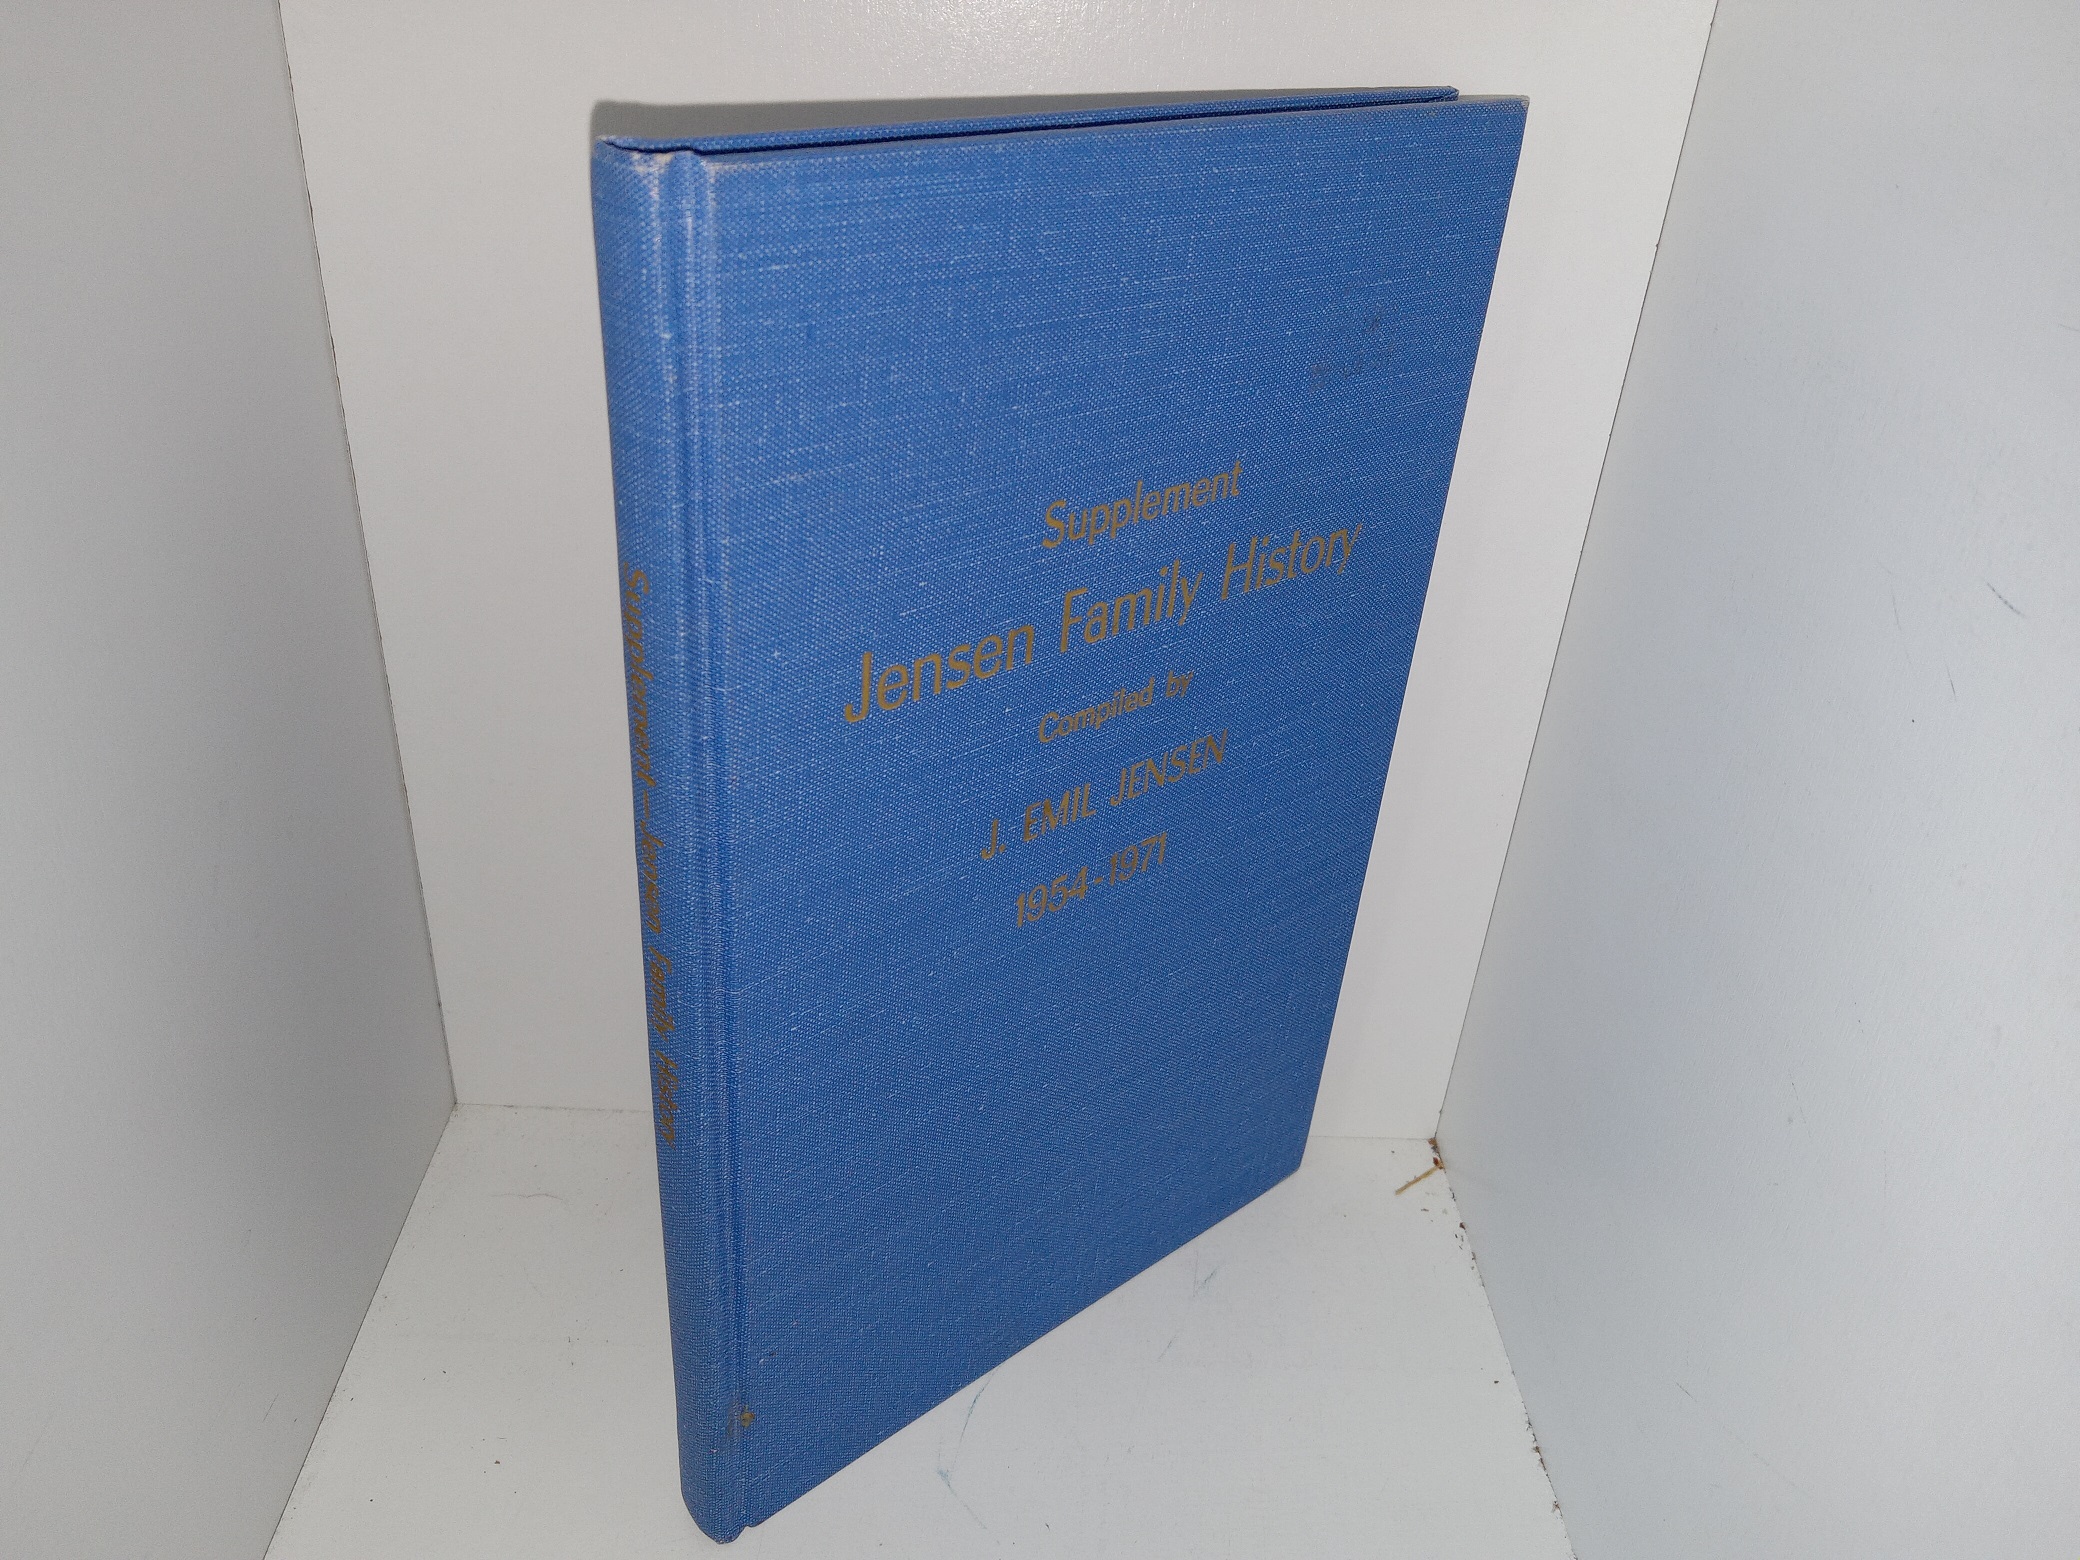 Supplement
Jensen Family History
Compiled by
J. EMIL JENSEN
1954-1971
Supplement—Jensen Family History